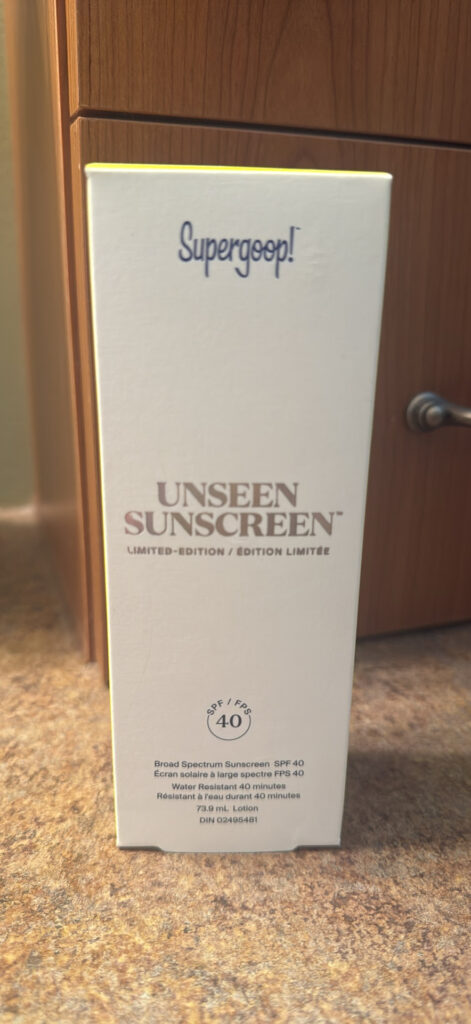 Supergoop!™
UNSEEN
SUNSCREEN™
LIMITED-EDITION / ÉDITION LIMITÉE
SPF / FPS
40
Broad Spectrum Sunscreen SPF 40
Écran solaire à large spectre FPS 40
Water Resistant 40 minutes
Résistant à l'eau durant 40 minutes
73.9 mL Lotion
DIN 02495481